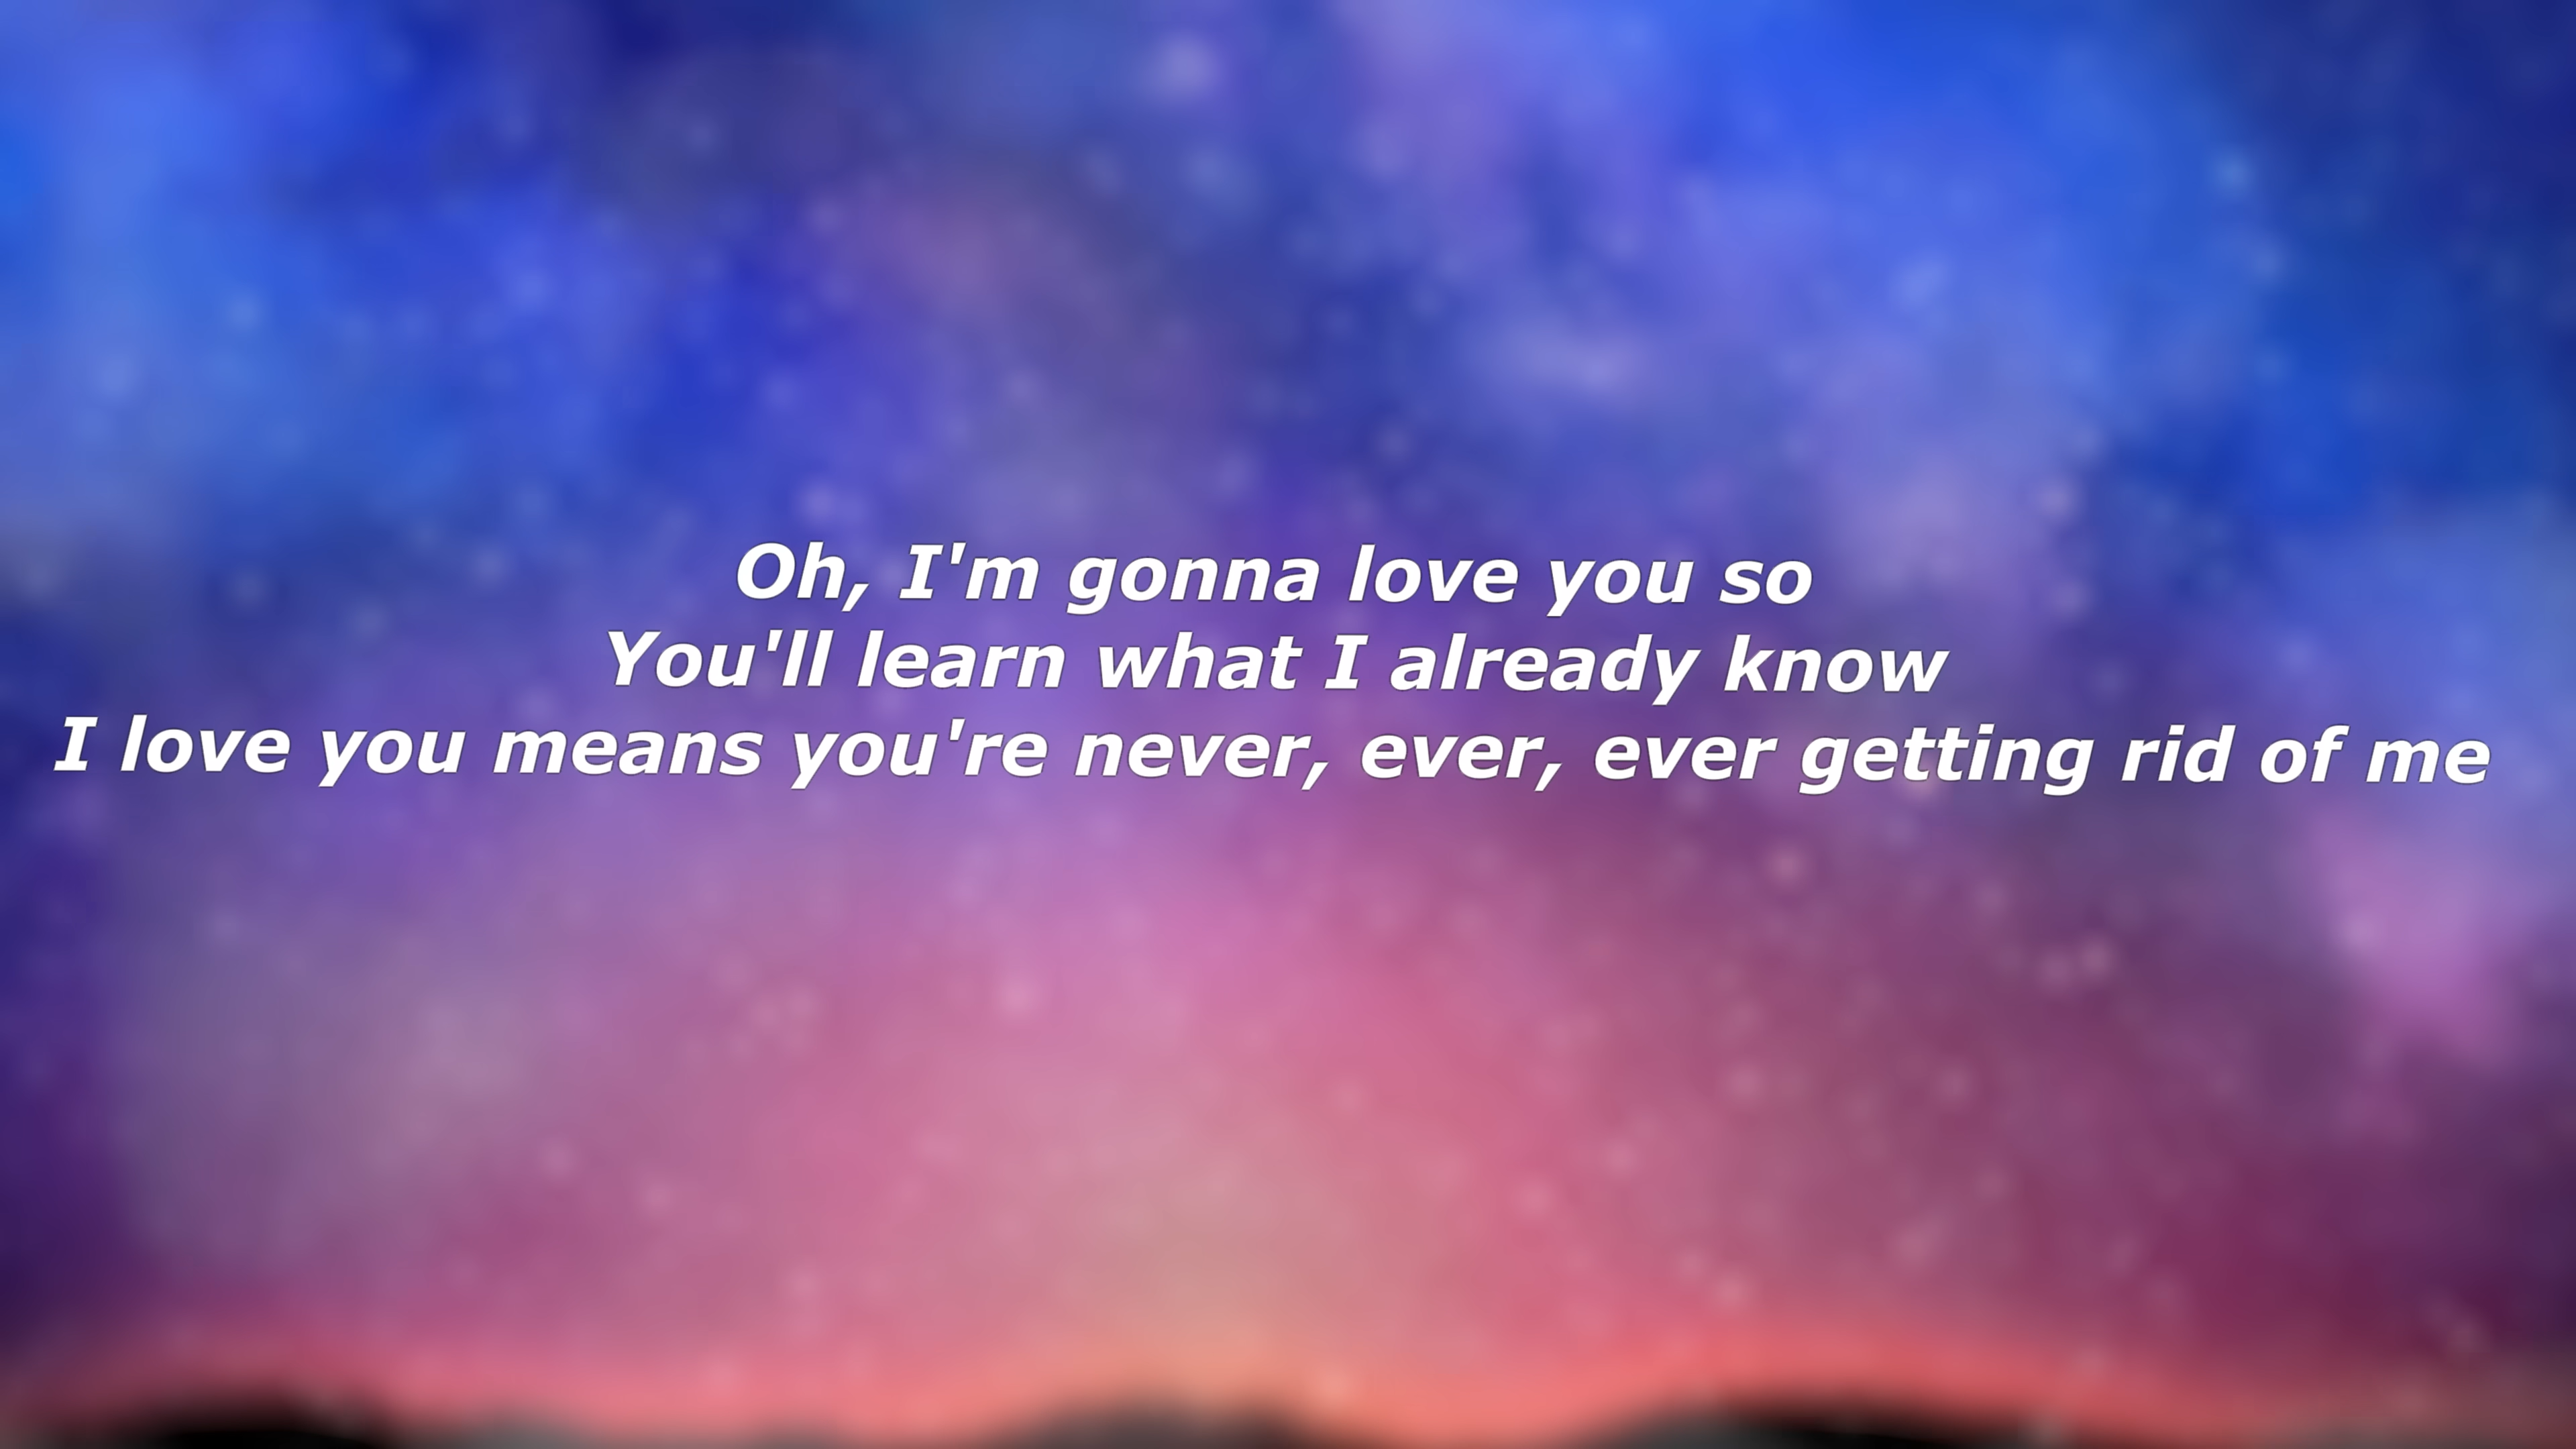 Oh, I'm gonna love you so
You'll learn what I already know
I love you means you're never, ever, ever getting rid of me